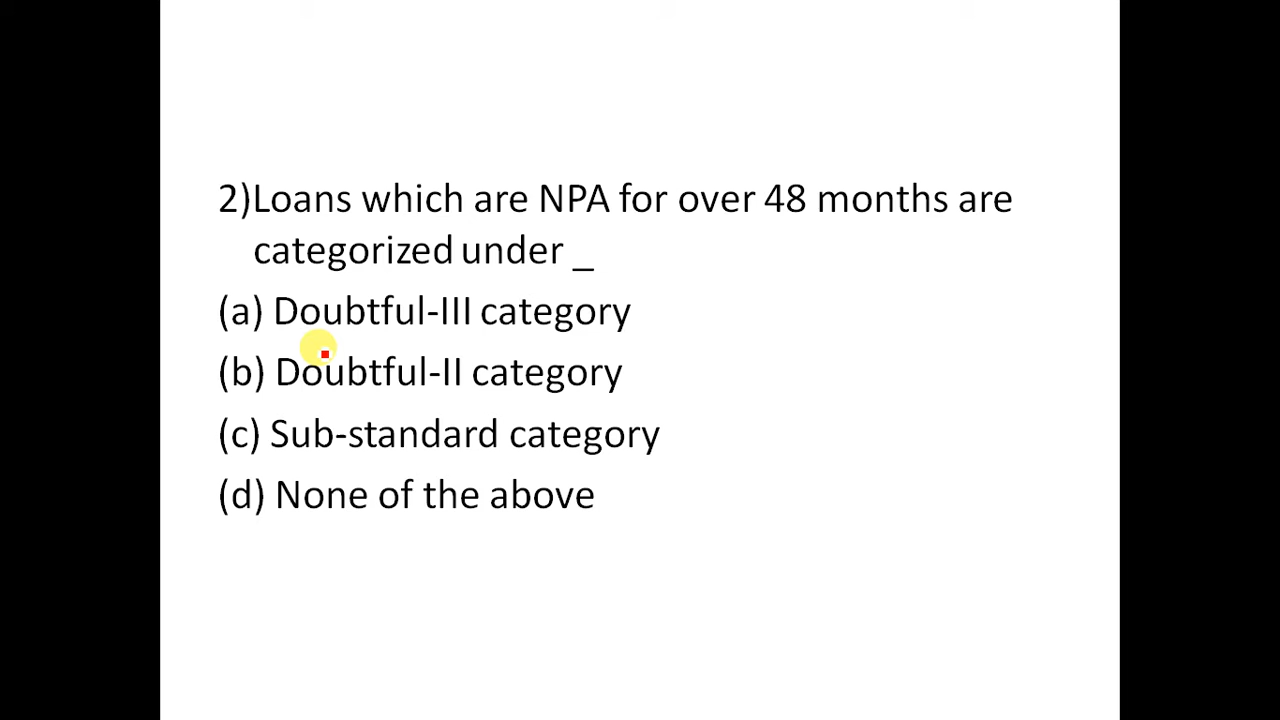 2)Loans which are NPA for over 48 months are
categorized under _
(a) Doubtful-III category
(b) Doubtful-II category
(c) Sub-standard category
(d) None of the above